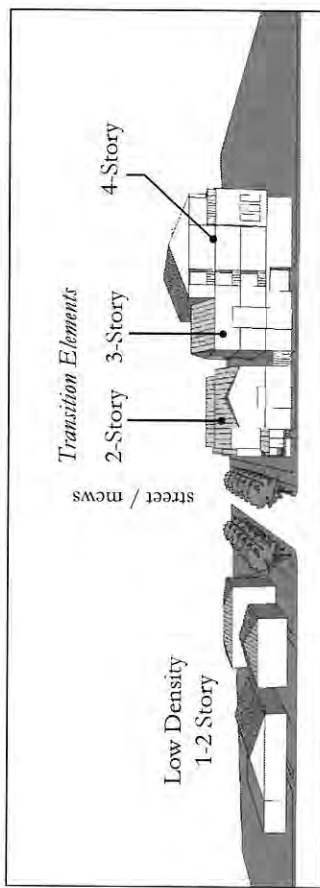 Low Density
1-2 Story
street / mews
Transition Elements
2-Story
3-Story
4-Story